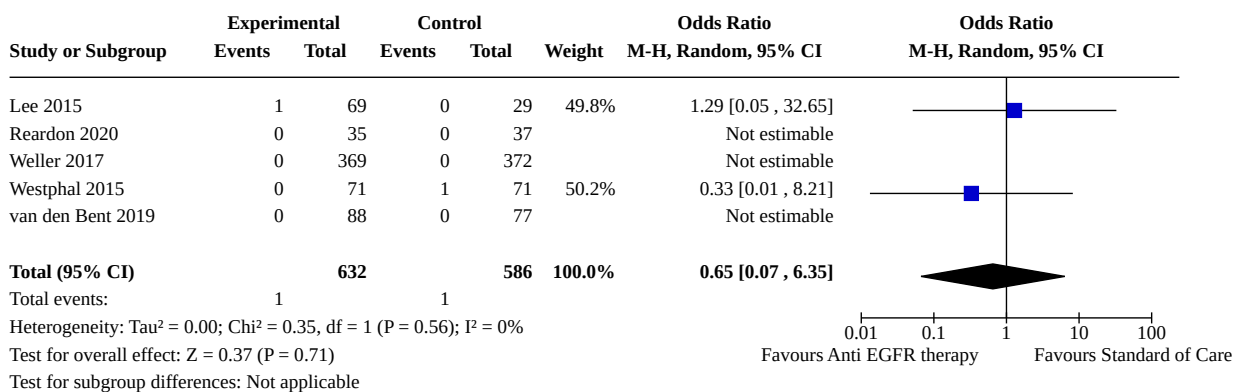 Experimental Control Odds Ratio Odds Ratio
Study or Subgroup Events Total Events Total Weight M-H, Random, 95% CI M-H, Random, 95% CI
Lee 2015 1 69 0 29 49.8% 1.29 [0.05 , 32.65]
Reardon 2020 0 35 0 37 Not estimable
Weller 2017 0 369 0 372 Not estimable
Westphal 2015 0 71 1 71 50.2% 0.33 [0.01 , 8.21]
van den Bent 2019 0 88 0 77 Not estimable
Total (95% CI) 632 586 100.0% 0.65 [0.07 , 6.35]
Total events: 1 1
Heterogeneity: Tau² = 0.00; Chi² = 0.35, df = 1 (P = 0.56); I² = 0%
Test for overall effect: Z = 0.37 (P = 0.71)
Test for subgroup differences: Not applicable
0.01 0.1 1 10 100
Favours Anti EGFR therapy Favours Standard of Care